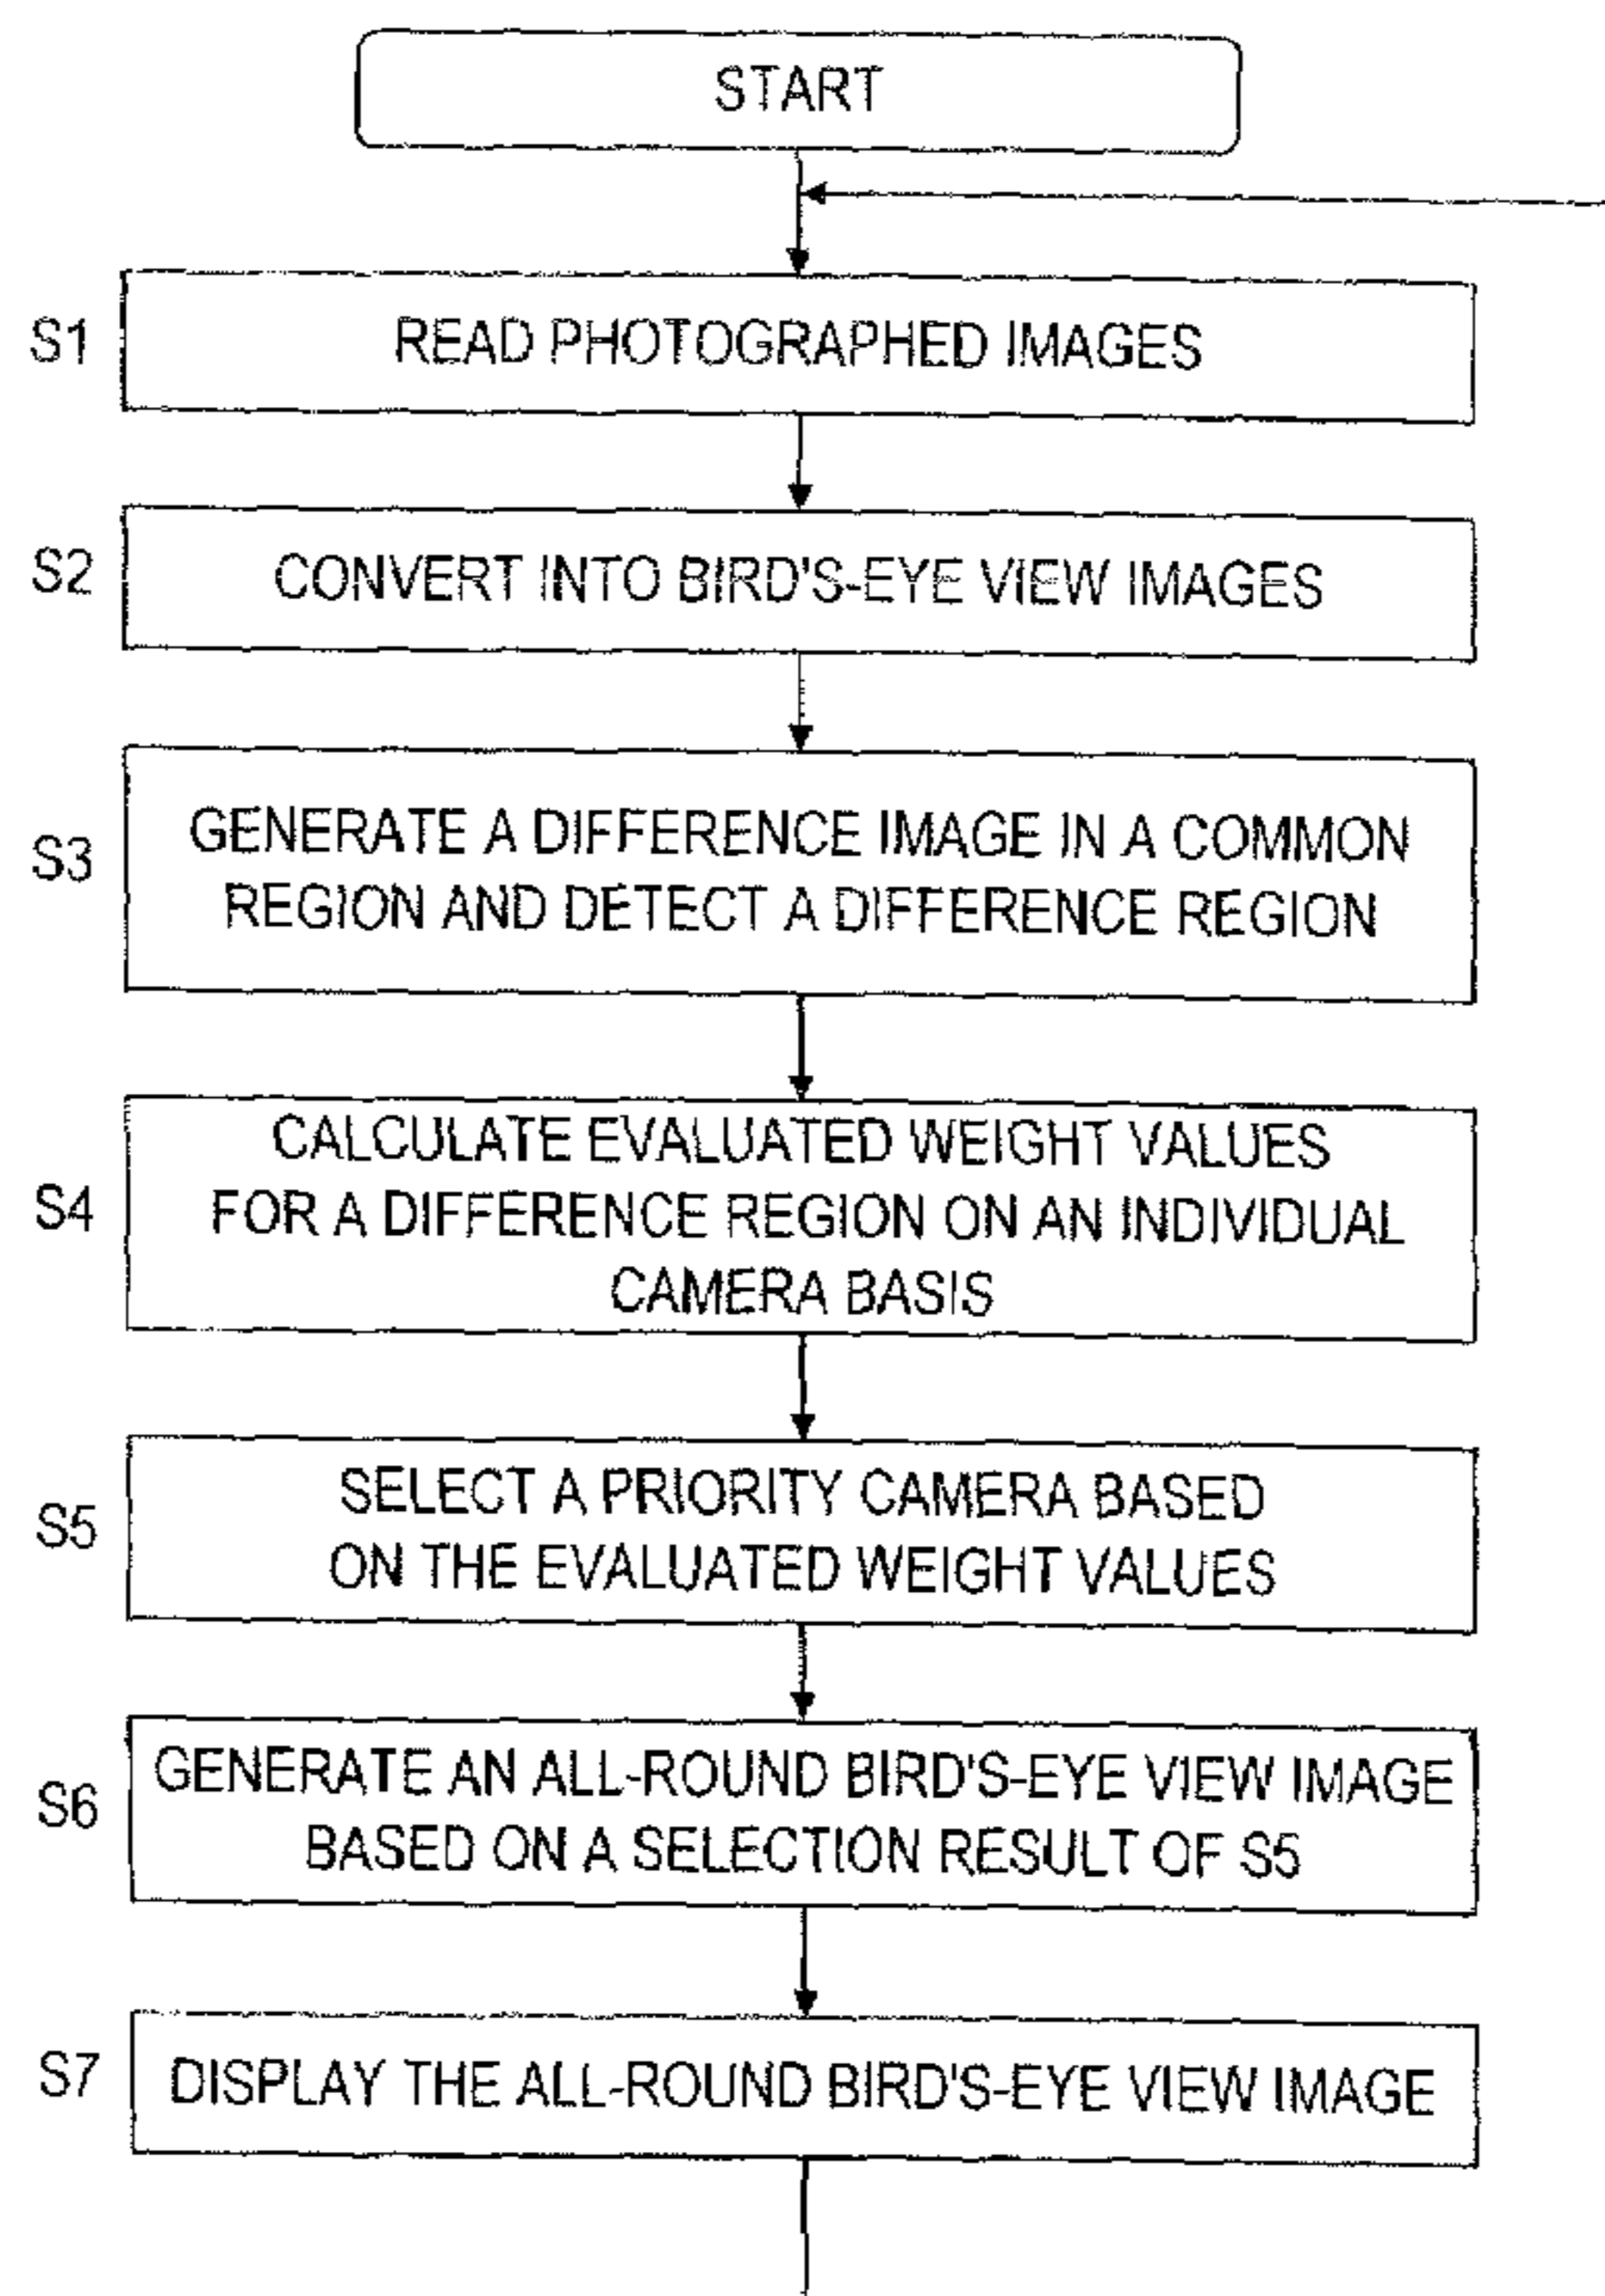 START
S1
READ PHOTOGRAPHED IMAGES
S2
CONVERT INTO BIRD'S-EYE VIEW IMAGES
S3
GENERATE A DIFFERENCE IMAGE IN A COMMON
REGION AND DETECT A DIFFERENCE REGION
S4
CALCULATE EVALUATED WEIGHT VALUES
FOR A DIFFERENCE REGION ON AN INDIVIDUAL
CAMERA BASIS
S5
SELECT A PRIORITY CAMERA BASED
ON THE EVALUATED WEIGHT VALUES
S6
GENERATE AN ALL-ROUND BIRD'S-EYE VIEW IMAGE
BASED ON A SELECTION RESULT OF S5
S7
DISPLAY THE ALL-ROUND BIRD'S-EYE VIEW IMAGE